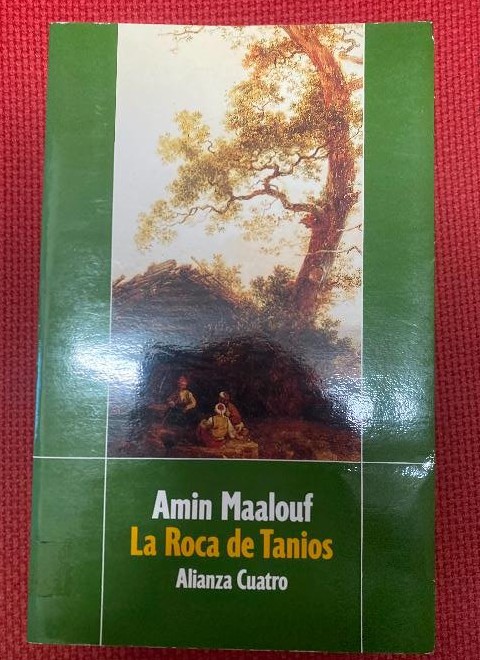 Amin Maalouf
La Roca de Tanios
Alianza Cuatro